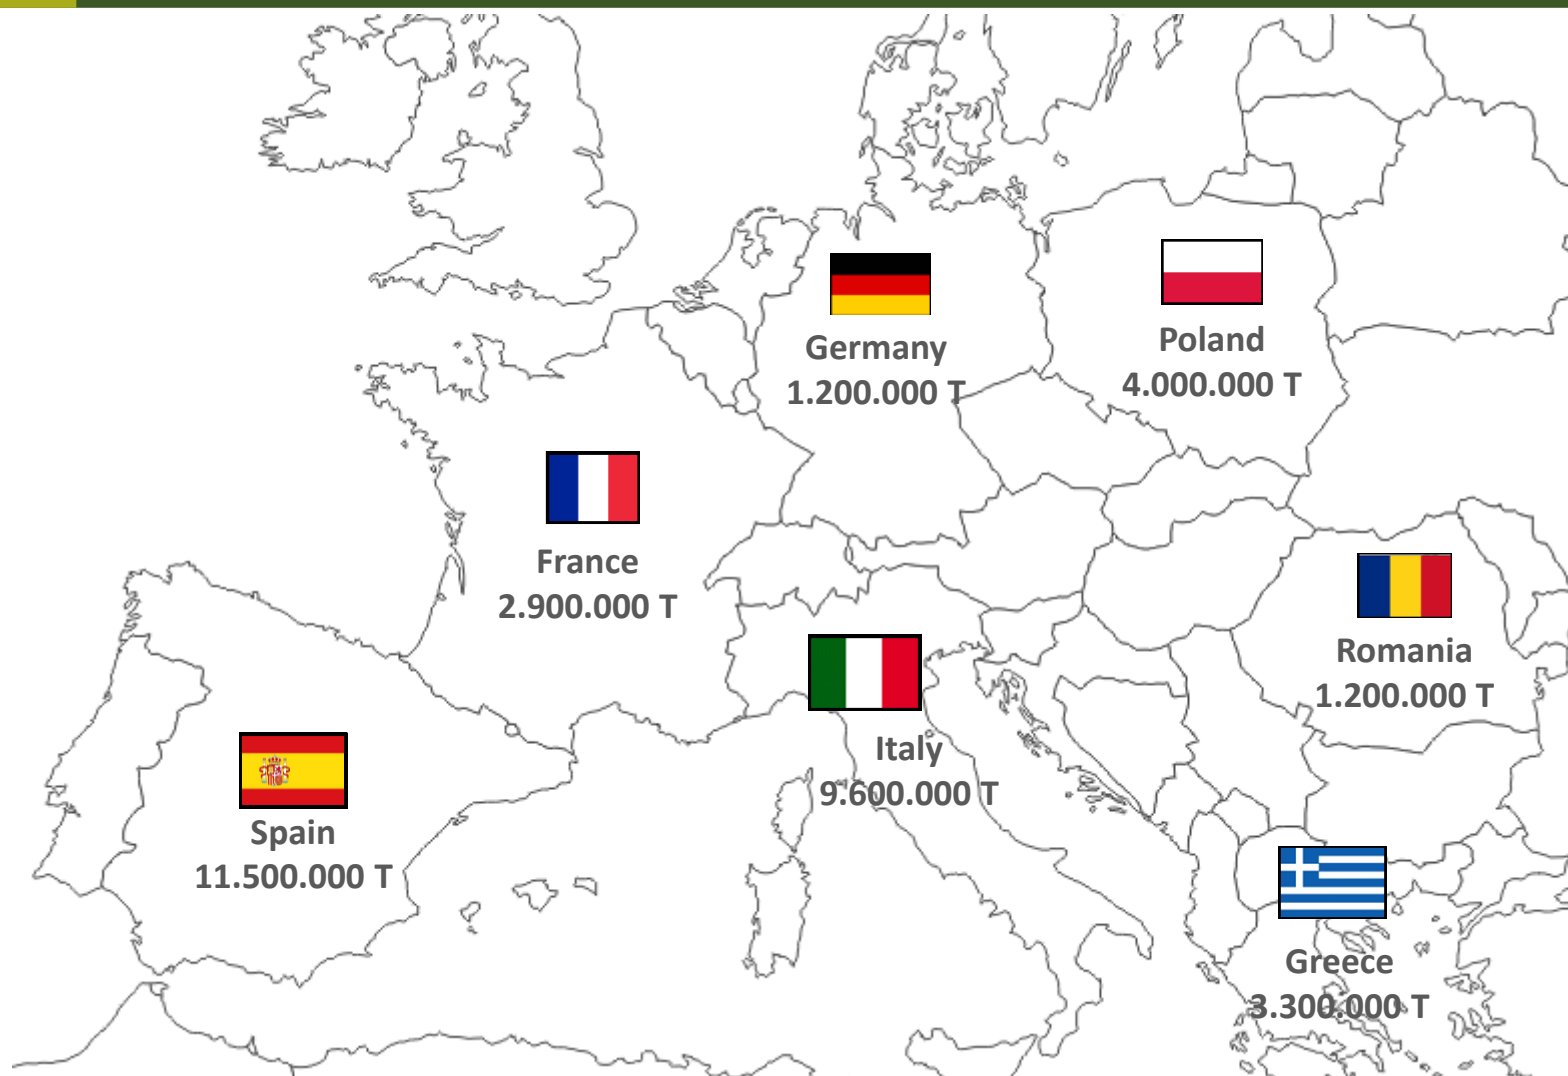 Germany
1.200.000 T
Poland
4.000.000 T
France
2.900.000 T
Romania
1.200.000 T
Italy
9.600.000 T
Spain
11.500.000 T
Greece
3.300.000 T